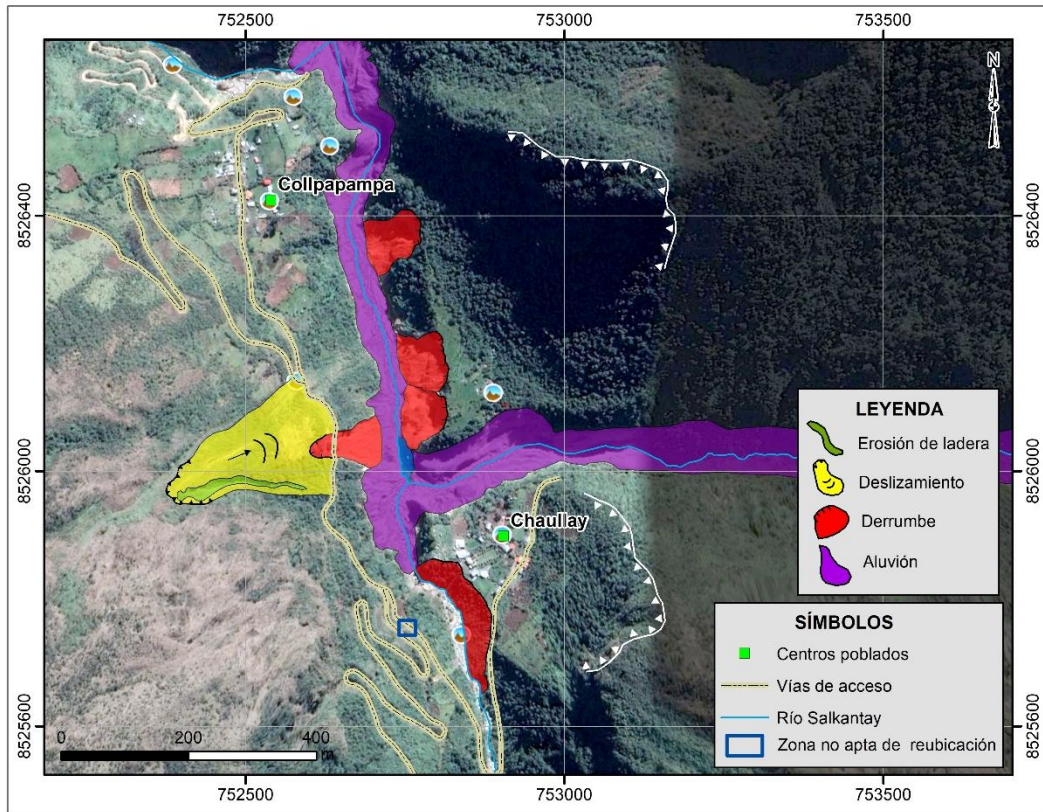 752500
753000
753500
N
8526400
8526400
Collpapampa
8526000
8526000
Chaullay
8525600
8525600
LEYENDA
Erosión de ladera
Deslizamiento
Derrumbe
Aluvión
SÍMBOLOS
Centros poblados
Vías de acceso
Río Salkantay
Zona no apta de reubicación
0 200 400
752500
753000
753500